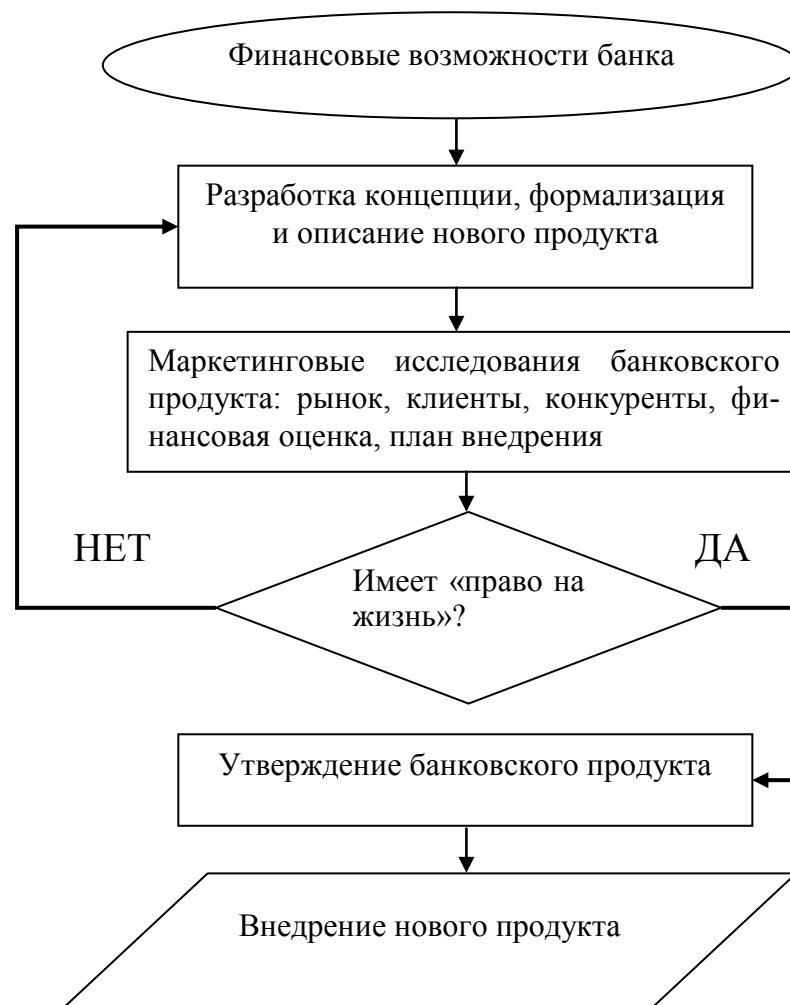 Финансовые возможности банка
Разработка концепции, формализация
и описание нового продукта
Маркетинговые исследования банковского
продукта: рынок, клиенты, конкуренты, фи-
нансовая оценка, план внедрения
НЕТ
ДА
Имеет «право на
жизнь»?
Утверждение банковского продукта
Внедрение нового продукта